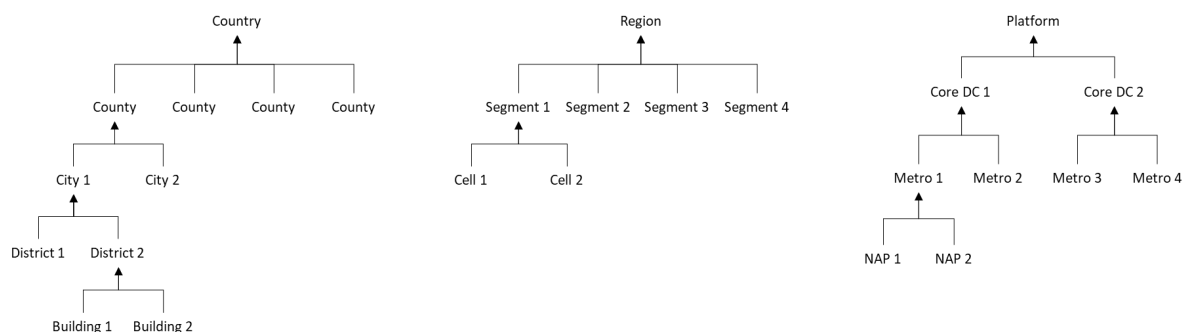 Country
County
County
County
County
City 1
City 2
District 1
District 2
Building 1
Building 2
Region
Segment 1
Segment 2
Segment 3
Segment 4
Cell 1
Cell 2
Platform
Core DC 1
Core DC 2
Metro 1
Metro 2
Metro 3
Metro 4
NAP 1
NAP 2